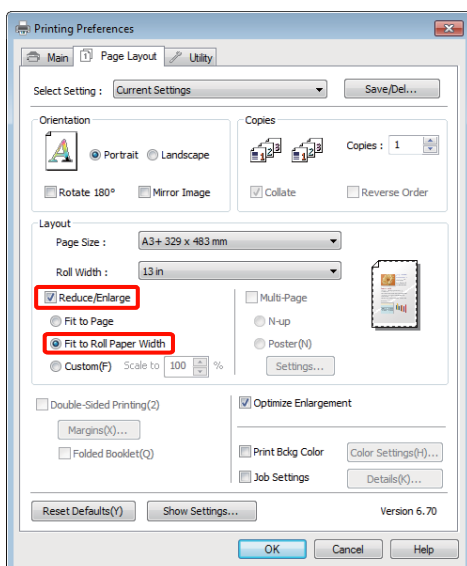 Printing Preferences
Main Page Layout Utility
Select Setting : Current Settings Save/Del...
Orientation
Portrait Landscape
Rotate 180° Mirror Image
Copies
Copies : 1
Collate Reverse Order
Layout
Page Size : A3+ 329 x 483 mm
Roll Width : 13 in
Reduce/Enlarge
Fit to Page
Fit to Roll Paper Width
Custom(F) Scale to 100 %
Multi-Page
N-up
Poster(N)
Settings...
Double-Sided Printing(2)
Margins(X)...
Folded Booklet(Q)
Optimize Enlargement
Print Bckg Color Color Settings(H)...
Job Settings Details(K)...
Reset Defaults(Y) Show Settings... Version 6.70
OK Cancel Help